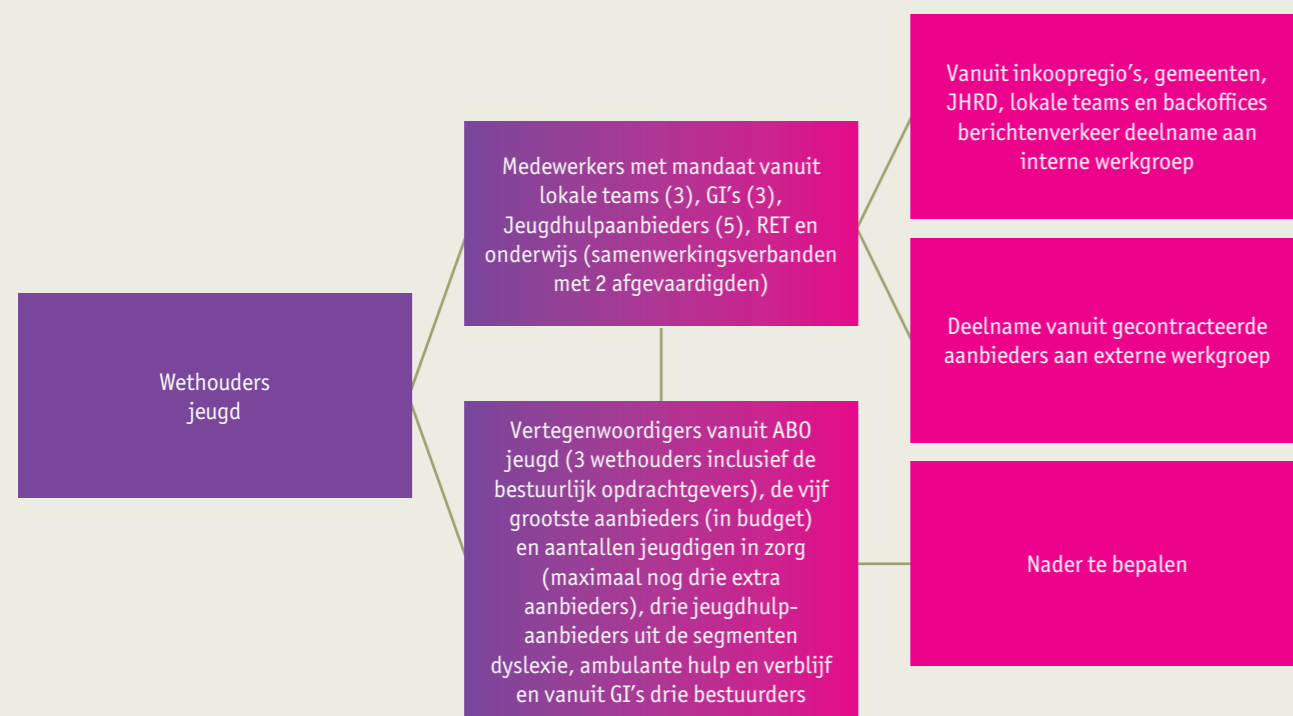 Wethouders
jeugd
Medewerkers met mandaat vanuit
lokale teams (3), GI's (3),
Jeugdhulpaanbieders (5), RET en
onderwijs (samenwerkingsverbanden
met 2 afgevaardigden)
Vertegenwoordigers vanuit ABO
jeugd (3 wethouders inclusief de
bestuurlijk opdrachtgevers), de vijf
grootste aanbieders (in budget)
en aantallen jeugdigen in zorg
(maximaal nog drie extra
aanbieders), drie jeugdhulp-
aanbieders uit de segmenten
dyslexie, ambulante hulp en verblijf
en vanuit GI's drie bestuurders
Vanuit inkoopregio's, gemeenten,
JHRD, lokale teams en backoffices
berichtenverkeer deelname aan
interne werkgroep
Deelname vanuit gecontracteerde
aanbieders aan externe werkgroep
Nader te bepalen